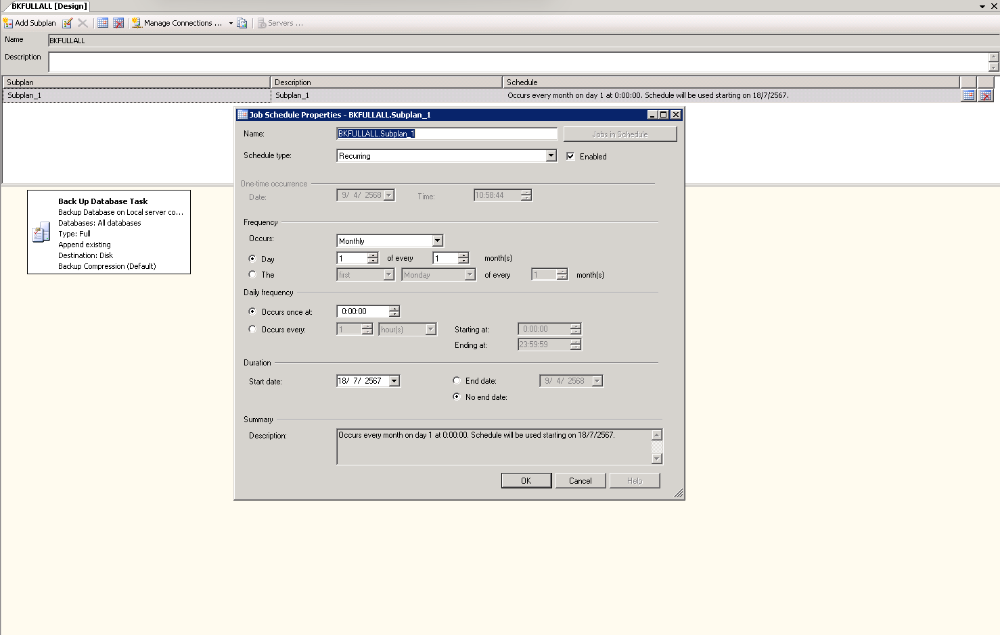 BKFULLALL [Design]
Add Subplan Manage Connections ... Servers ...
Name BKFULLALL
Description
Subplan Description Schedule
Subplan_1 Subplan_1 Occurs every month on day 1 at 0:00:00. Schedule will be used starting on 18/7/2567.
Job Schedule Properties - BKFULLALL.Subplan_1
Name: BKFULLALL.Subplan_1 Jobs in Schedule
Schedule type: Recurring Enabled
One-time occurrence
Date: 9/ 4/ 2568 Time: 10:58:44
Frequency
Occurs: Monthly
Day 1 of every 1 month(s)
The first Monday of every 1 month(s)
Daily frequency
Occurs once at: 0:00:00
Occurs every: 1 hour(s) Starting at: 0:00:00
Ending at: 23:59:59
Duration
Start date: 18/ 7/ 2567 End date: 9/ 4/ 2568
No end date:
Summary
Description: Occurs every month on day 1 at 0:00:00. Schedule will be used starting on 18/7/2567.
OK Cancel Help
Back Up Database Task
Backup Database on Local server co...
Databases: All databases
Type: Full
Append existing
Destination: Disk
Backup Compression (Default)